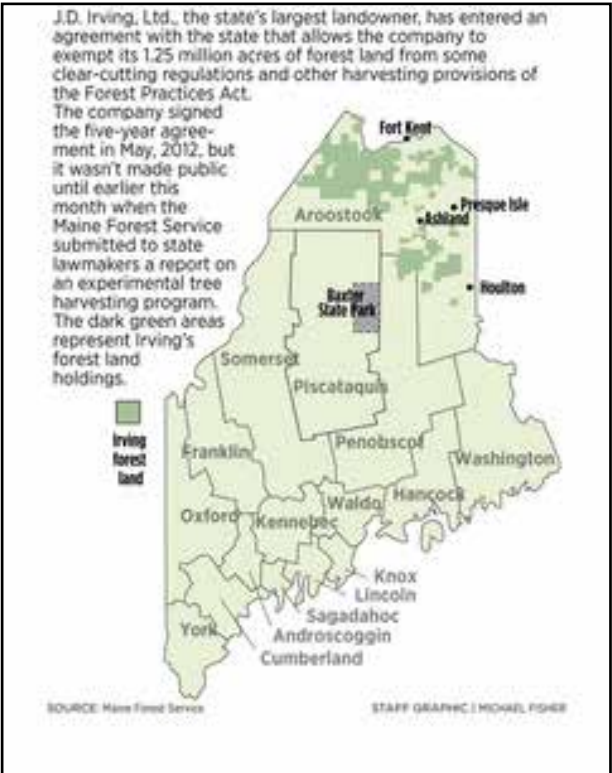 J.D. Irving, Ltd., the state's largest landowner, has entered an
agreement with the state that allows the company to
exempt its 1.25 million acres of forest land from some
clear-cutting regulations and other harvesting provisions of
the Forest Practices Act.
The company signed
the five-year agree-
ment in May, 2012, but
it wasn't made public
until earlier this
month when the
Maine Forest Service
submitted to state
lawmakers a report on
an experimental tree
harvesting program.
The dark green areas
represent Irving's
forest land
holdings.
Irving
forest
land
Fort Kent
Presque Isle
Ashland
Aroostook
Houlton
Baxter
State Park
Somerset
Piscataquis
Penobscot
Franklin
Washington
Waldo
Hancock
Oxford
Kennebec
Knox
Lincoln
Sagadahoc
Androscoggin
York
Cumberland
SOURCE: Maine Forest Service
STAFF GRAPHIC | MICHAEL FISHER